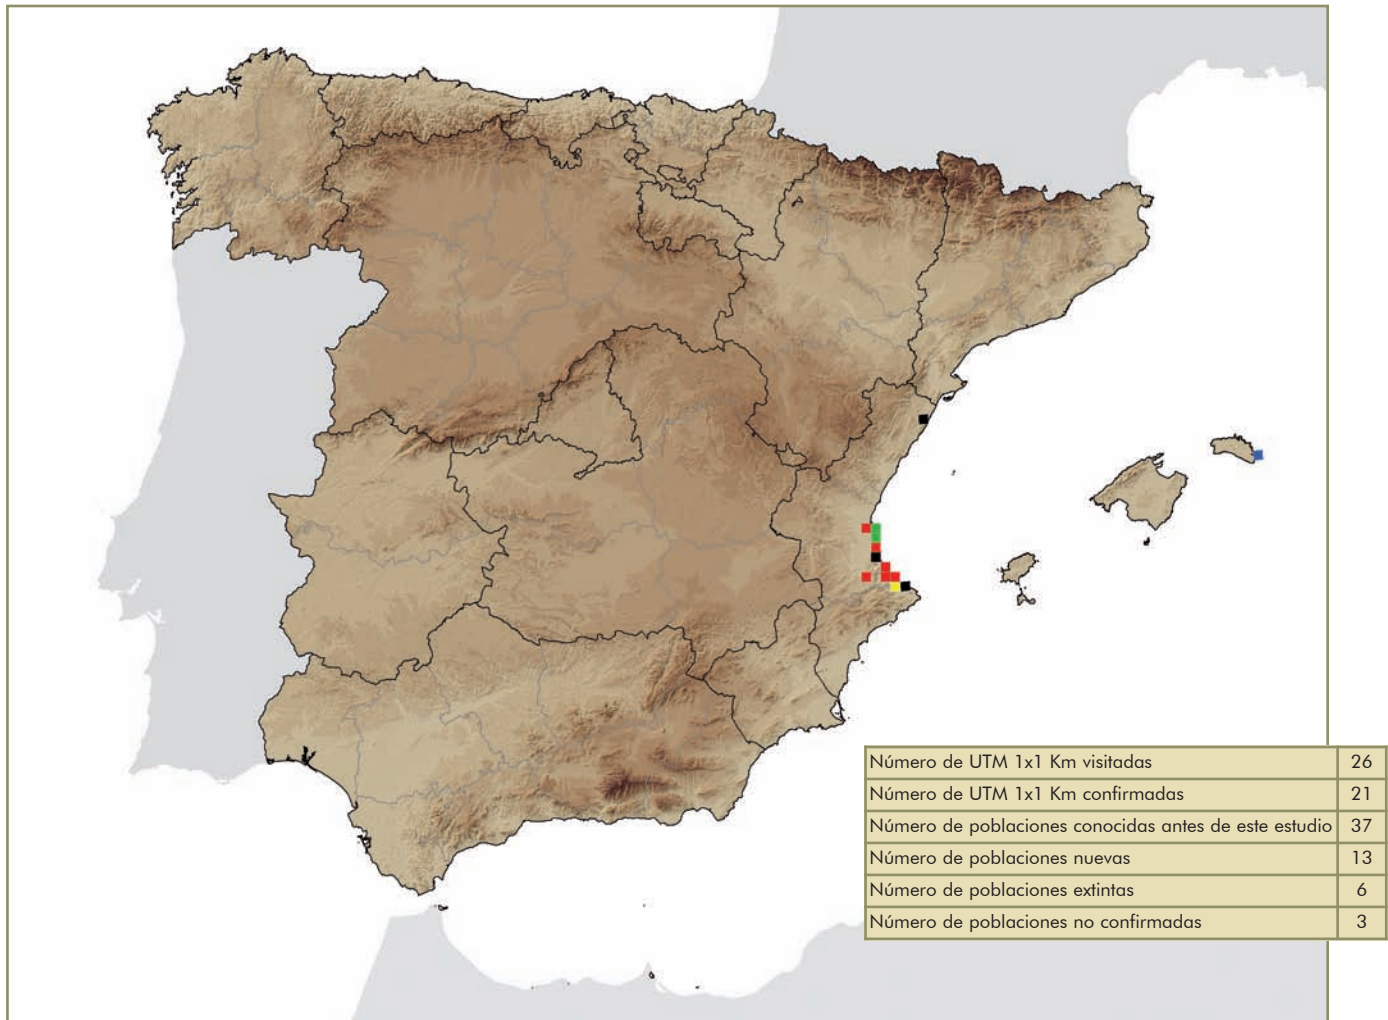 Número de UTM 1x1 Km visitadas 26
Número de UTM 1x1 Km confirmadas 21
Número de poblaciones conocidas antes de este estudio 37
Número de poblaciones nuevas 13
Número de poblaciones extintas 6
Número de poblaciones no confirmadas 3